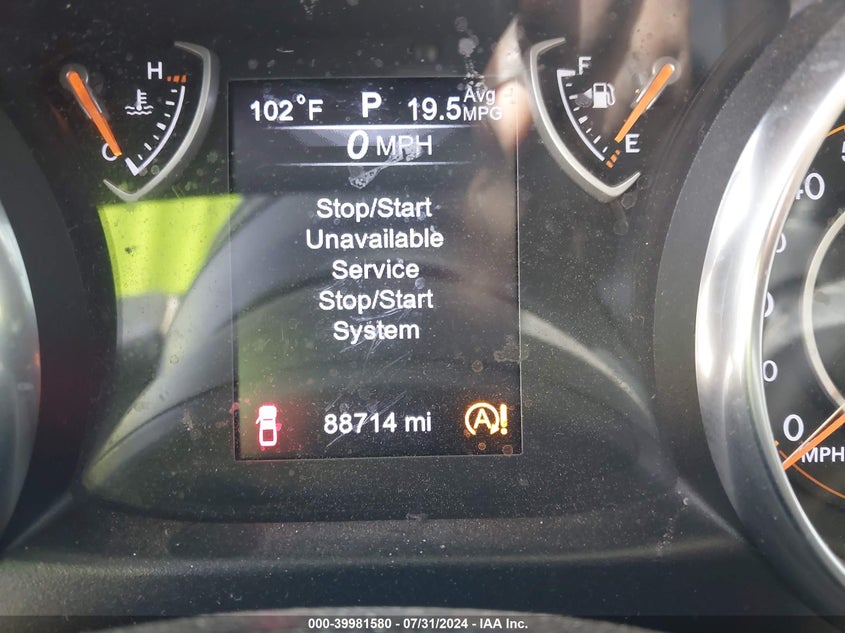 H
C
102°F P 19.5 Avg MPG
0 MPH
F
E
Stop/Start
Unavailable
Service
Stop/Start
System
88714 mi
A!
40
0
MPH
000-39981580 / 07/31/2024 - IAA Inc.